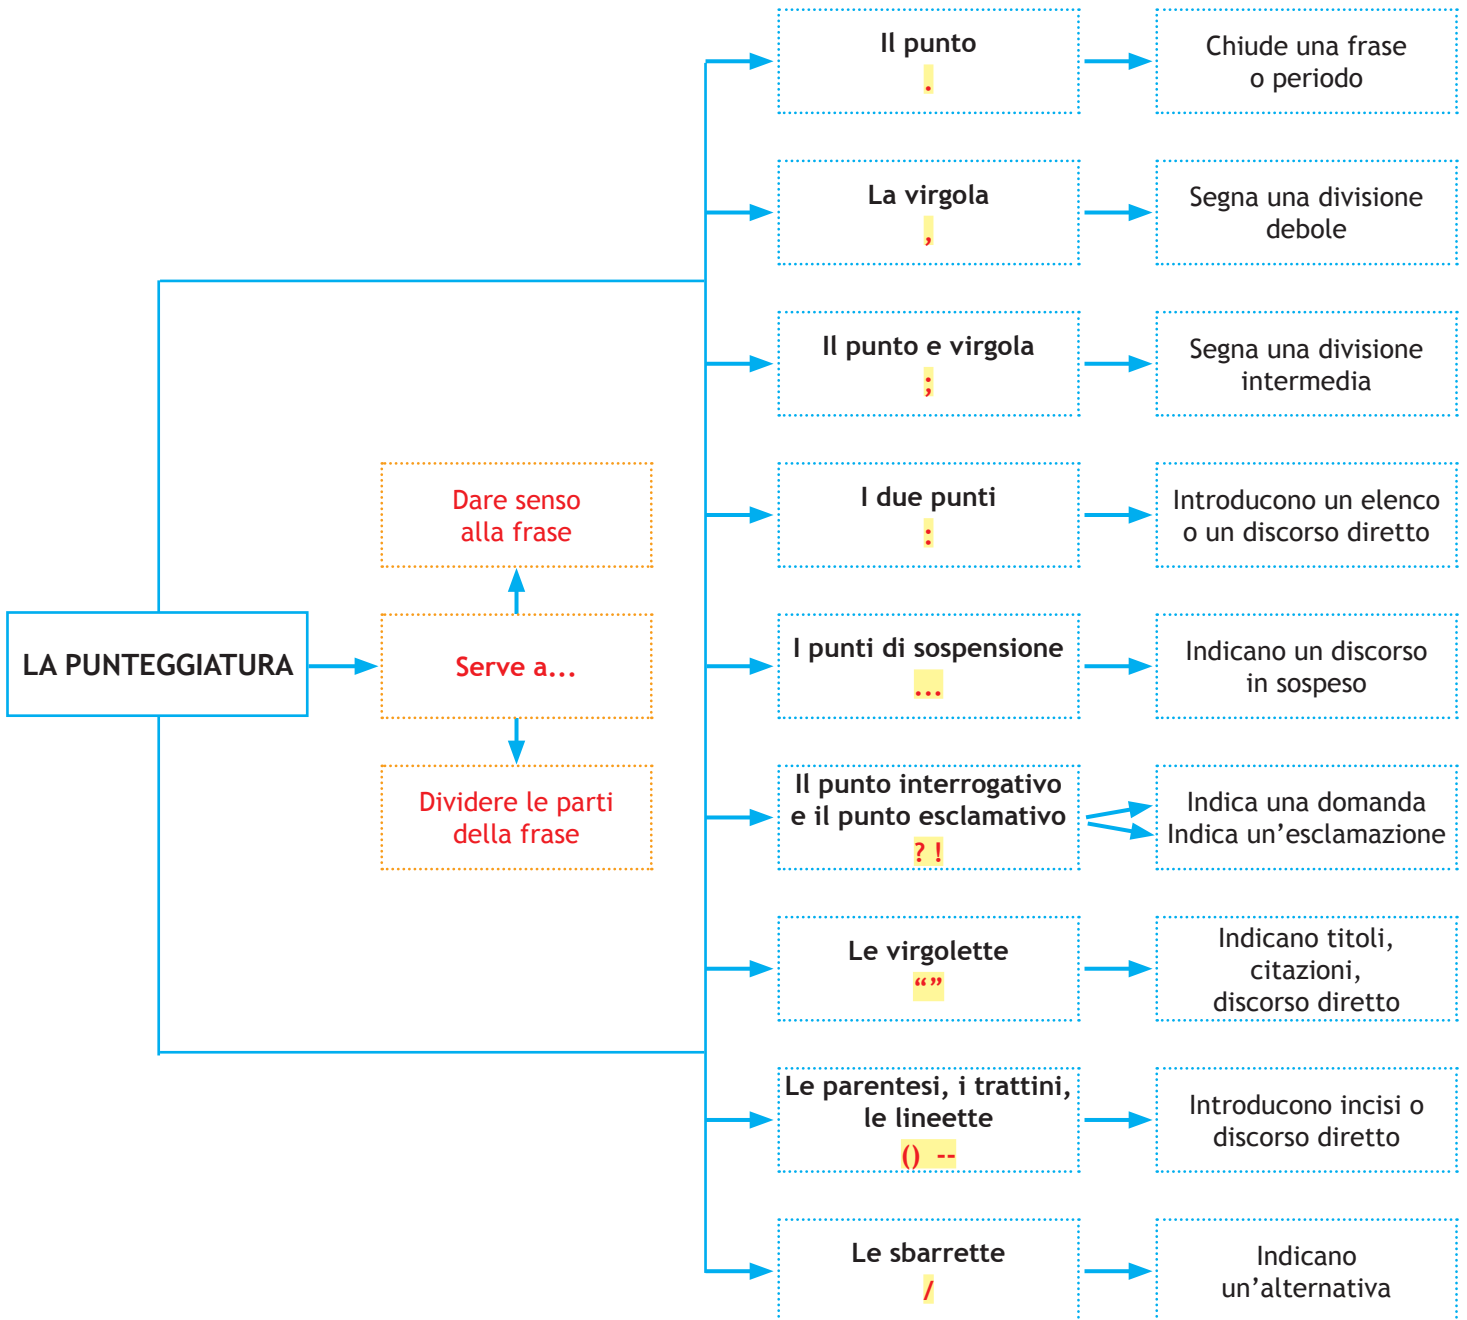 LA PUNTEGGIATURA
Serve a...
Dare senso
alla frase
Dividere le parti
della frase
Il punto
.
Chiude una frase
o periodo
La virgola
,
Segna una divisione
debole
Il punto e virgola
;
Segna una divisione
intermedia
I due punti
:
Introducono un elenco
o un discorso diretto
I punti di sospensione
...
Indicano un discorso
in sospeso
Il punto interrogativo
e il punto esclamativo
? !
Indica una domanda
Indica un’esclamazione
Le virgolette
“”
Indicano titoli,
citazioni,
discorso diretto
Le parentesi, i trattini,
le lineette
() --
Introducono incisi o
discorso diretto
Le sbarrette
/
Indicano
un’alternativa